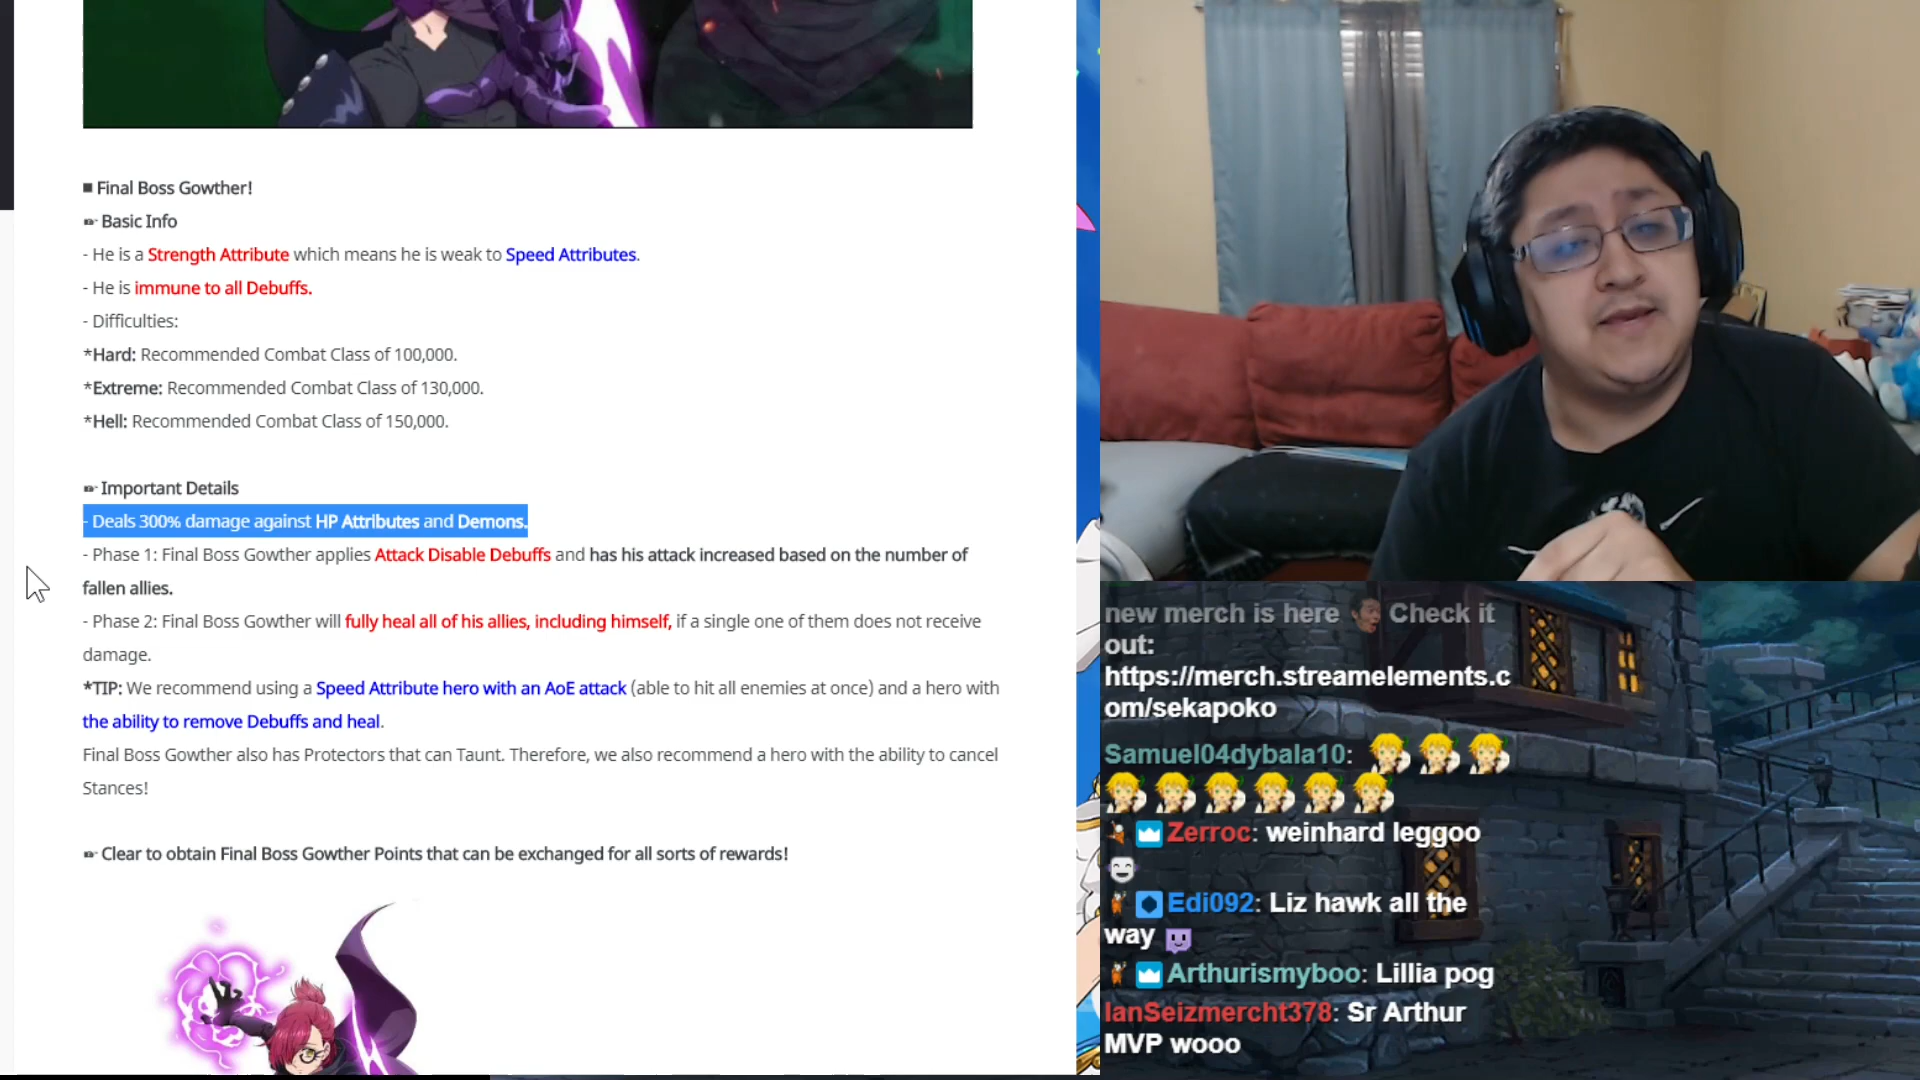 ■ Final Boss Gowther!
☞ Basic Info
- He is a Strength Attribute which means he is weak to Speed Attributes.
- He is immune to all Debuffs.
- Difficulties:
*Hard: Recommended Combat Class of 100,000.
*Extreme: Recommended Combat Class of 130,000.
*Hell: Recommended Combat Class of 150,000.
☞ Important Details
- Deals 300% damage against HP Attributes and Demons.
- Phase 1: Final Boss Gowther applies Attack Disable Debuffs and has his attack increased based on the number of
fallen allies.
- Phase 2: Final Boss Gowther will fully heal all of his allies, including himself, if a single one of them does not receive
damage.
*TIP: We recommend using a Speed Attribute hero with an AoE attack (able to hit all enemies at once) and a hero with
the ability to remove Debuffs and heal.
Final Boss Gowther also has Protectors that can Taunt. Therefore, we also recommend a hero with the ability to cancel
Stances!
☞ Clear to obtain Final Boss Gowther Points that can be exchanged for all sorts of rewards!
new merch is here Check it
out:
https://merch.streamelements.c
om/sekapoko
Samuel04dybala10:
Zerroc: weinhard leggoo
Edi092: Liz hawk all the
way
Arthurismyboo: Lillia pog
IanSeizmercht378: Sr Arthur
MVP wooo